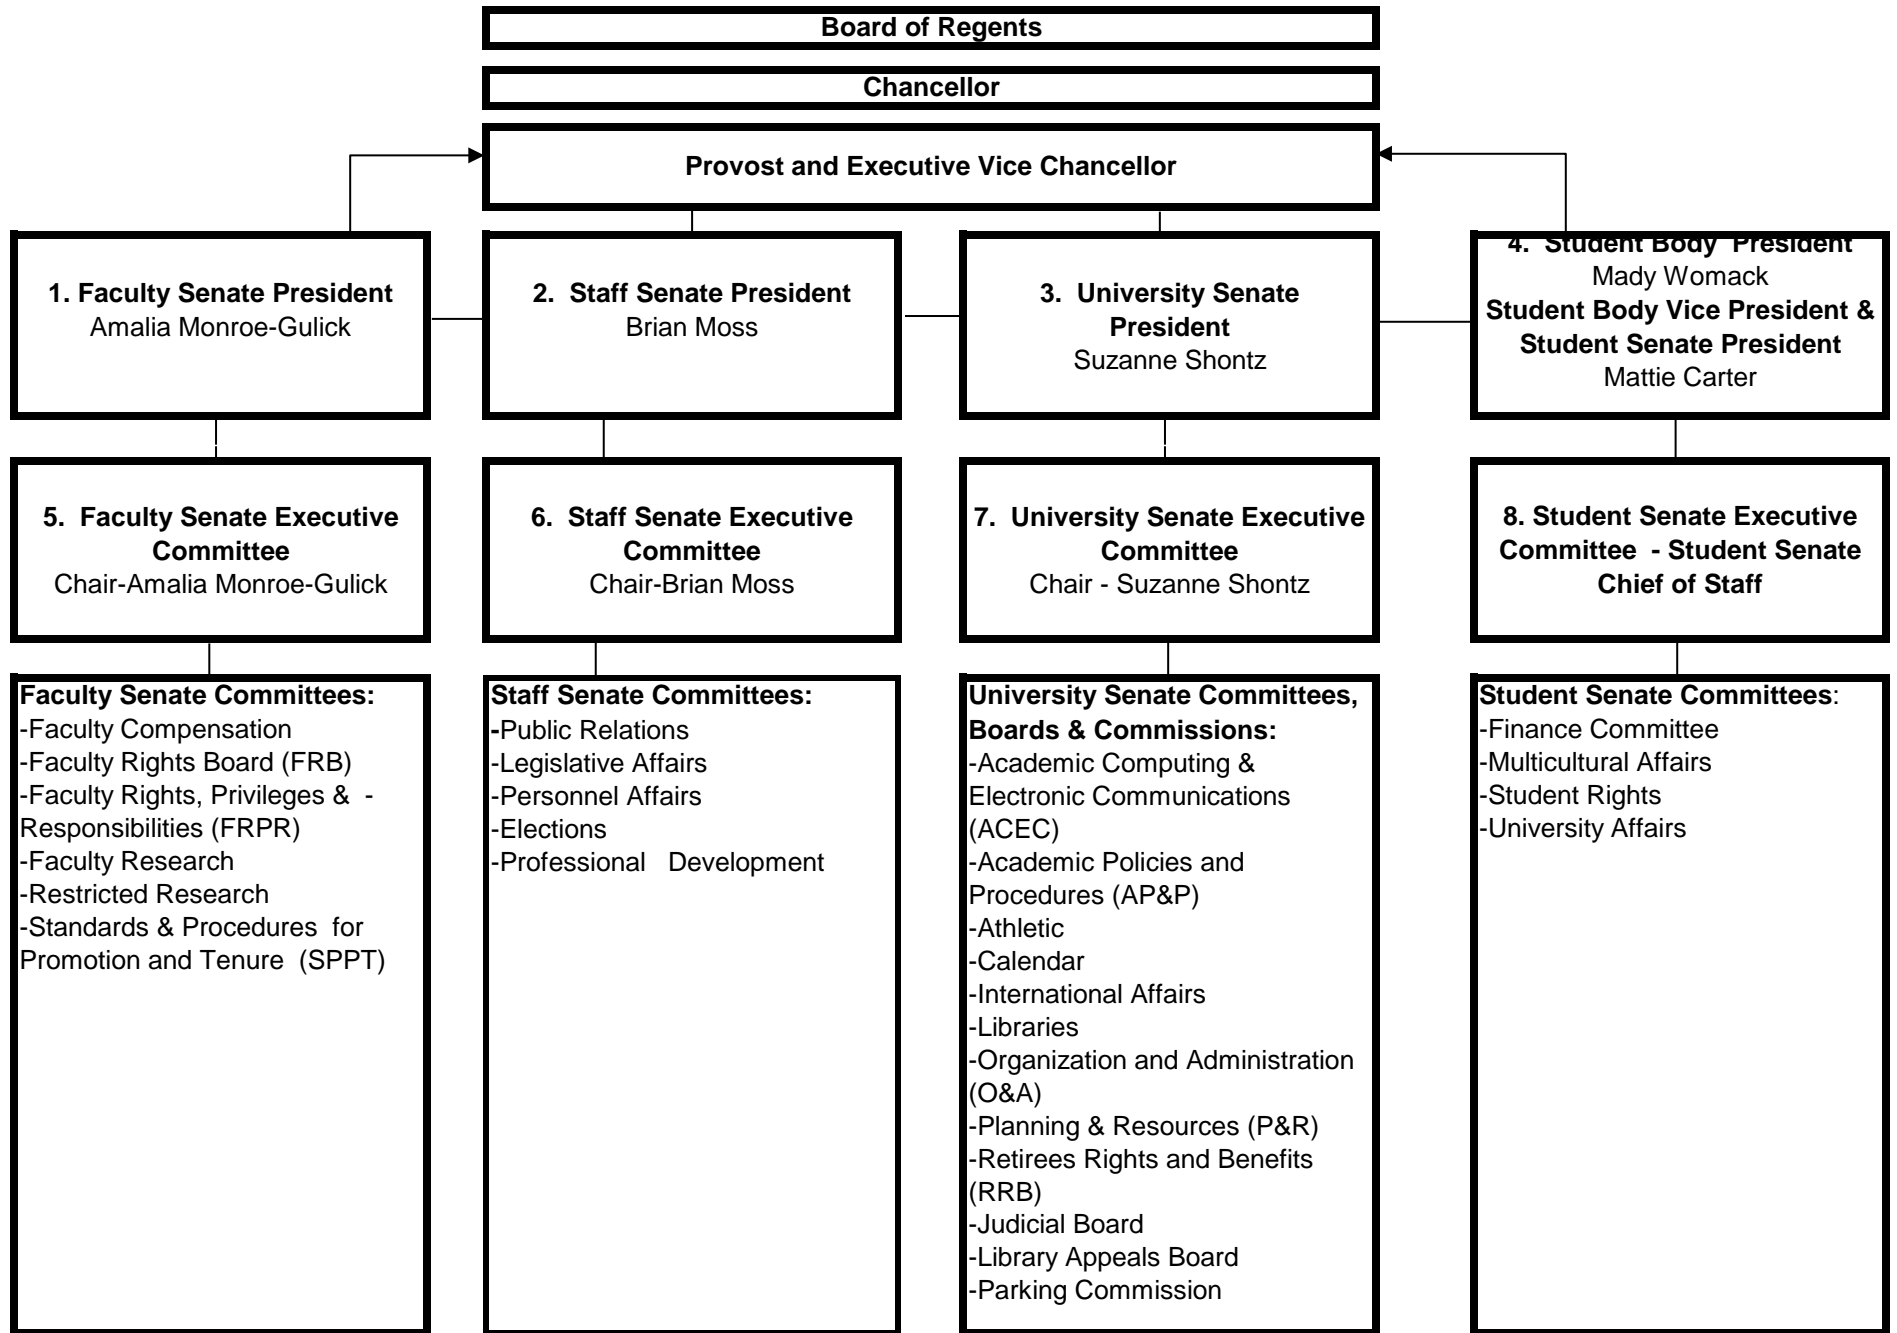 Board of Regents
Chancellor
Provost and Executive Vice Chancellor
1. Faculty Senate President
Amalia Monroe-Gulick
2. Staff Senate President
Brian Moss
3. University Senate
President
Suzanne Shontz
4. Student Body President
Mady Womack
Student Body Vice President &
Student Senate President
Mattie Carter
5. Faculty Senate Executive
Committee
Chair-Amalia Monroe-Gulick
6. Staff Senate Executive
Committee
Chair-Brian Moss
7. University Senate Executive
Committee
Chair - Suzanne Shontz
8. Student Senate Executive
Committee - Student Senate
Chief of Staff
Faculty Senate Committees:
-Faculty Compensation
-Faculty Rights Board (FRB)
-Faculty Rights, Privileges & -
Responsibilities (FRPR)
-Faculty Research
-Restricted Research
-Standards & Procedures for
Promotion and Tenure (SPPT)
Staff Senate Committees:
-Public Relations
-Legislative Affairs
-Personnel Affairs
-Elections
-Professional Development
University Senate Committees,
Boards & Commissions:
-Academic Computing &
Electronic Communications
(ACEC)
-Academic Policies and
Procedures (AP&P)
-Athletic
-Calendar
-International Affairs
-Libraries
-Organization and Administration
(O&A)
-Planning & Resources (P&R)
-Retirees Rights and Benefits
(RRB)
-Judicial Board
-Library Appeals Board
-Parking Commission
Student Senate Committees:
-Finance Committee
-Multicultural Affairs
-Student Rights
-University Affairs